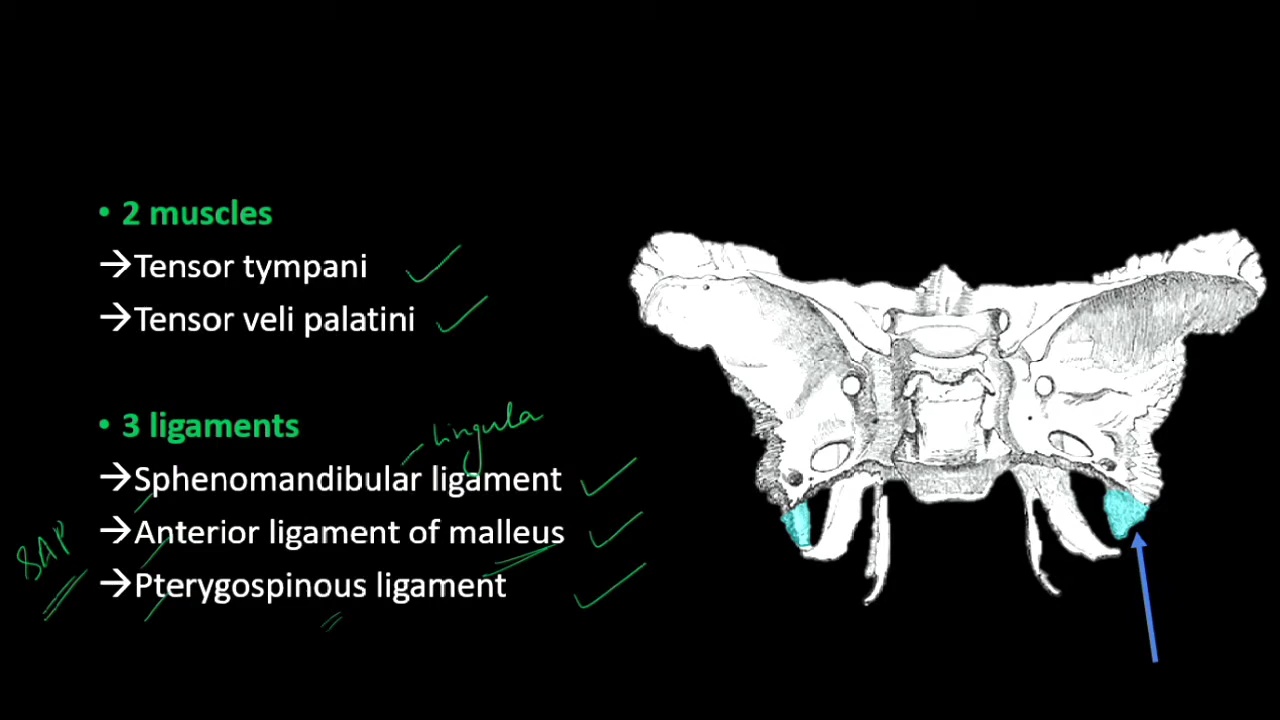 • 2 muscles
→Tensor tympani
→Tensor veli palatini
• 3 ligaments
Lingula
→Sphenomandibular ligament
→Anterior ligament of malleus
SAP
→Pterygospinous ligament